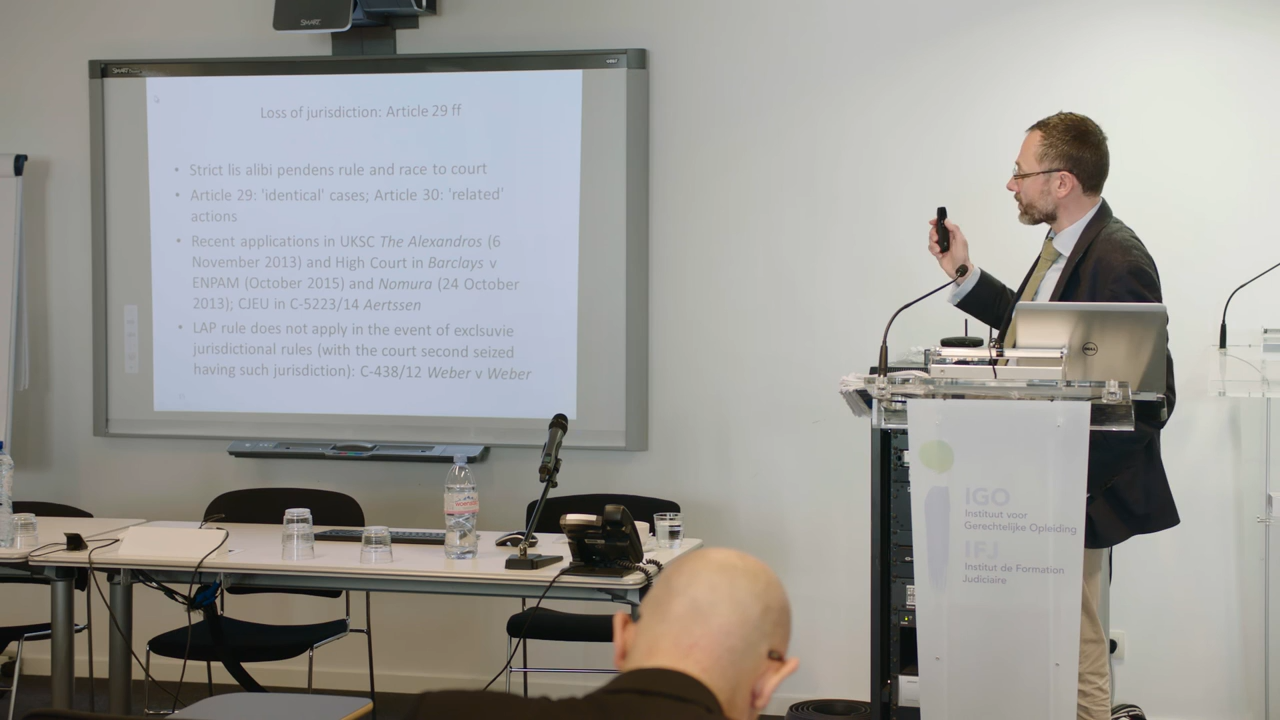 SMART
Loss of jurisdiction: Article 29 ff
• Strict lis alibi pendens rule and race to court
• Article 29: 'identical' cases; Article 30: 'related'
actions
• Recent applications in UKSC The Alexandros (6
November 2013) and High Court in Barclays v
ENPAM (October 2015) and Nomura (24 October
2013); CJEU in C-5223/14 Aertssen
• LAP rule does not apply in the event of exclsuvie
jurisdictional rules (with the court second seized
having such jurisdiction): C-438/12 Weber v Weber
DELL
IGO
Instituut voor
Gerechtelijke Opleiding
IFJ
Institut de Formation
Judiciaire